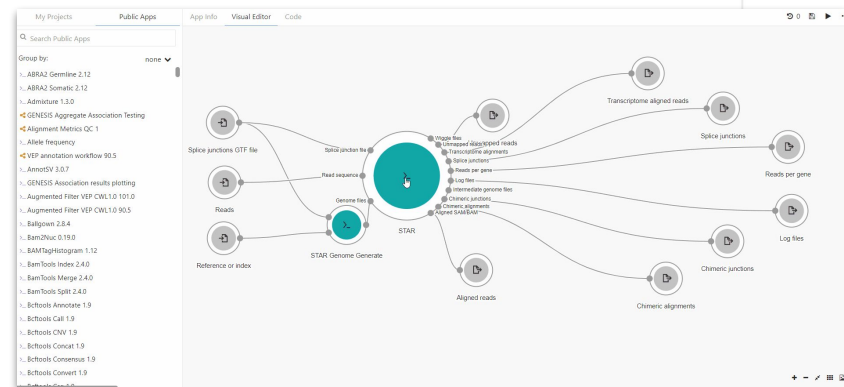 My Projects
Public Apps
App Info
Visual Editor
Code
0
Search Public Apps
Group by:
none
ABRA2 Germline 2.12
ABRA2 Somatic 2.12
Admixture 1.3.0
GENESIS Aggregate Association Testing
Alignment Metrics QC 1
Allele frequency
VEP annotation workflow 90.5
AnnotSV 3.0.7
GENESIS Association results plotting
Augmented Filter VEP CWL1.0 101.0
Augmented Filter VEP CWL1.0 90.5
Ballgown 2.8.4
Bam2Nuc 0.19.0
BAMTagHistogram 1.12
BamTools Index 2.4.0
BamTools Merge 2.4.0
BamTools Split 2.4.0
Bcftools Annotate 1.9
Bcftools Call 1.9
Bcftools CNV 1.9
Bcftools Concat 1.9
Bcftools Consensus 1.9
Bcftools Convert 1.9
Splice junctions GTF file
Reads
Reference or index
Splice junction file
Read sequence
Genome files
STAR Genome Generate
STAR
Wiggle files
Unmapped reads
Transcriptome alignments
Splice junctions
Reads per gene
Log files
Intermediate genome files
Chimeric junctions
Chimeric alignments
Aligned SAM/BAM
Transcriptome aligned reads
Splice junctions
Reads per gene
Log files
Chimeric junctions
Chimeric alignments
Aligned reads